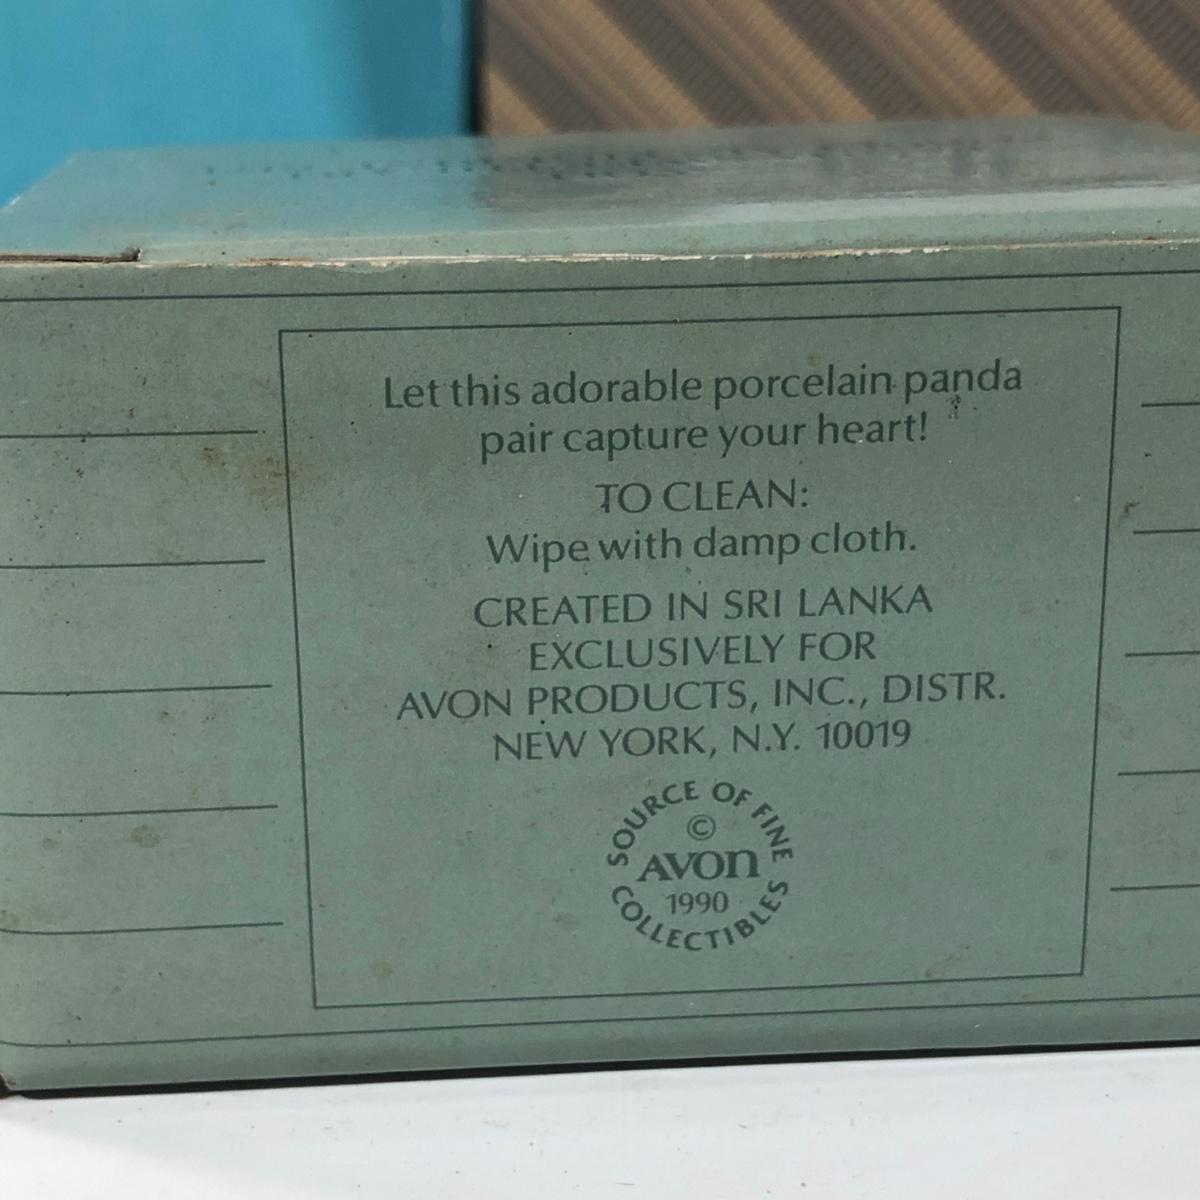 Let this adorable porcelain panda
pair capture your heart!
TO CLEAN:
Wipe with damp cloth.
CREATED IN SRI LANKA
EXCLUSIVELY FOR
AVON PRODUCTS, INC., DISTR.
NEW YORK, N.Y. 10019
SOURCE OF FINE
©
AVON
1990
COLLECTIBLES